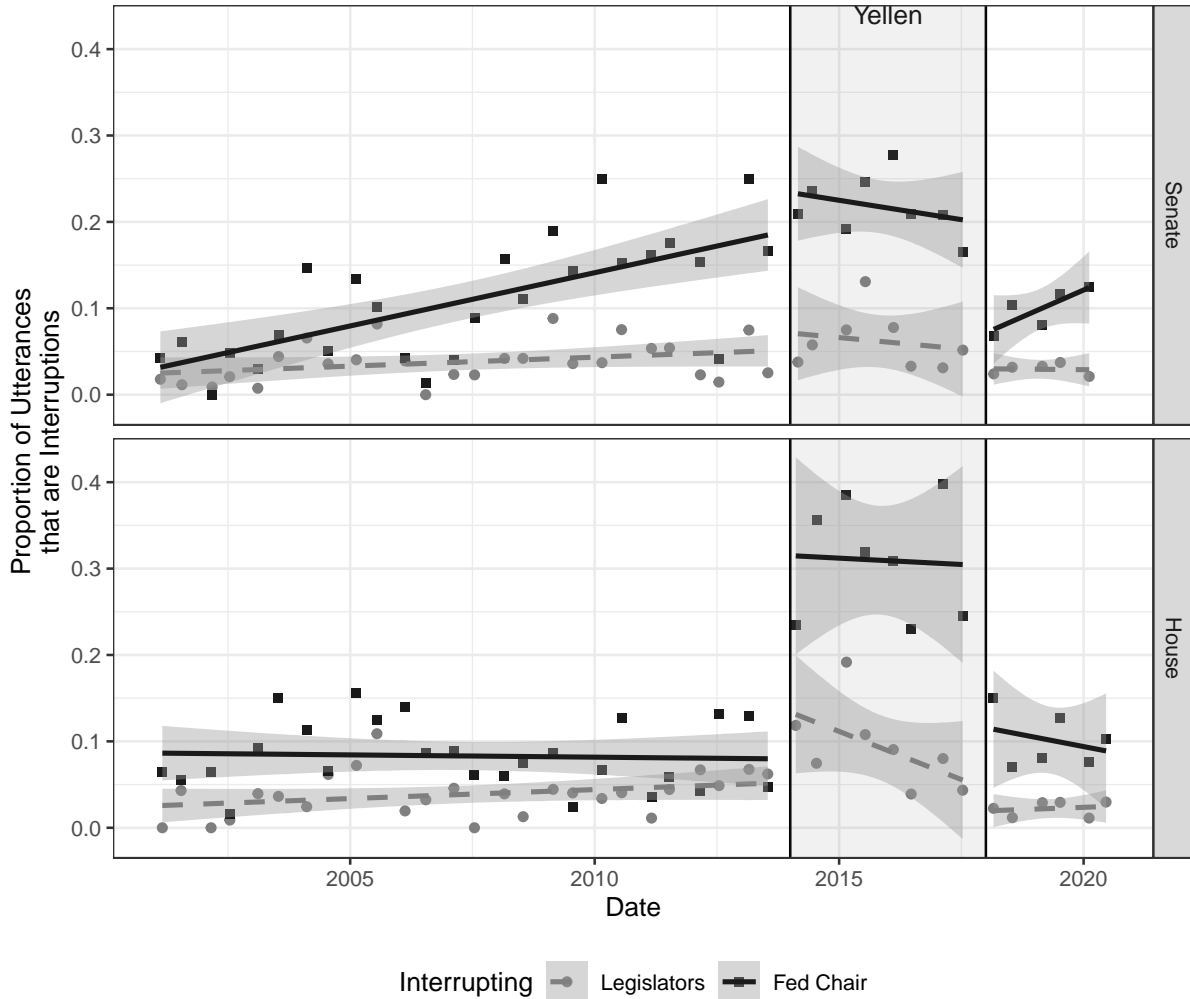 Yellen
0.4
0.3
0.2
0.1
0.0
Senate
0.4
0.3
0.2
0.1
0.0
House
Proportion of Utterances
that are Interruptions
2005 2010 2015 2020
Date
Interrupting Legislators Fed Chair